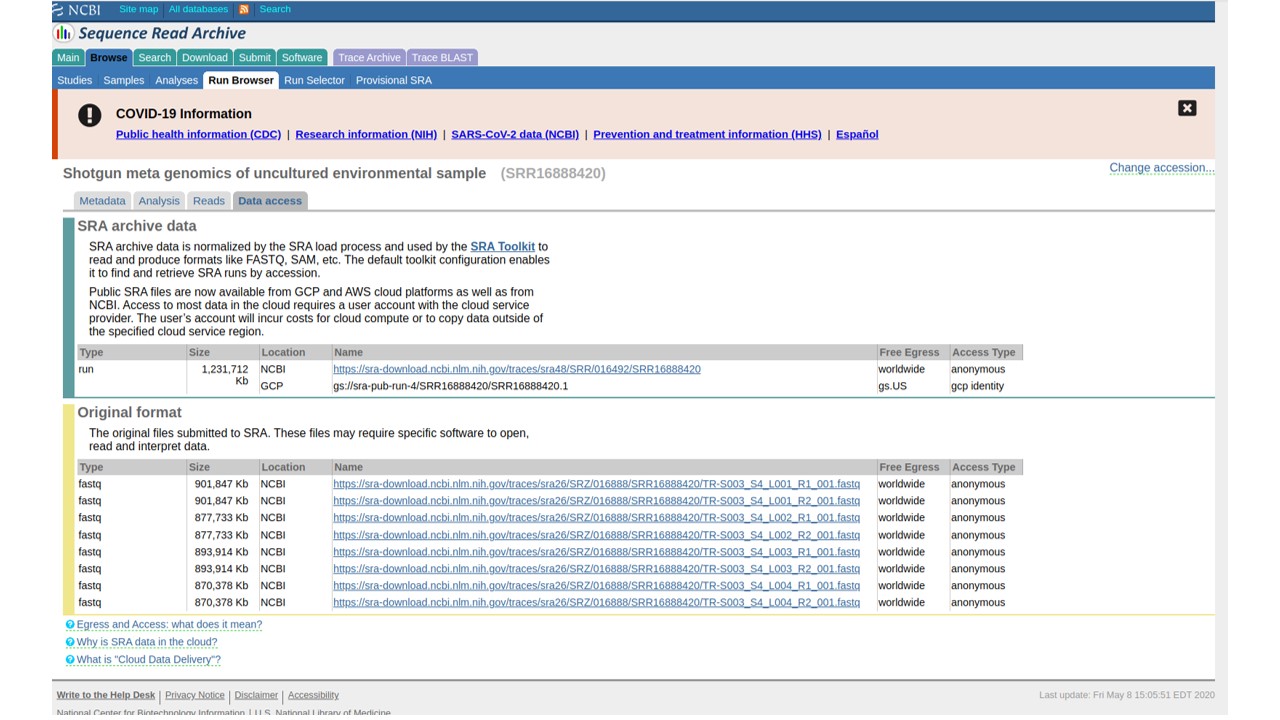 NCBI Site map All databases Search
Sequence Read Archive
Main Browse Search Download Submit Software Trace Archive Trace BLAST
Studies Samples Analyses Run Browser Run Selector Provisional SRA
COVID-19 Information
Public health information (CDC) | Research information (NIH) | SARS-CoV-2 data (NCBI) | Prevention and treatment information (HHS) | Español
Change accession...
Shotgun meta genomics of uncultured environmental sample (SRR16888420)
Metadata Analysis Reads Data access
SRA archive data
SRA archive data is normalized by the SRA load process and used by the SRA Toolkit to
read and produce formats like FASTQ, SAM, etc. The default toolkit configuration enables
it to find and retrieve SRA runs by accession.
Public SRA files are now available from GCP and AWS cloud platforms as well as from
NCBI. Access to most data in the cloud requires a user account with the cloud service
provider. The user’s account will incur costs for cloud compute or to copy data outside of
the specified cloud service region.
Type Size Location Name Free Egress Access Type
run 1,231,712 NCBI https://sra-download.ncbi.nlm.nih.gov/traces/sra48/SRR/016492/SRR16888420 worldwide anonymous
Kb GCP gs://sra-pub-run-4/SRR16888420/SRR16888420.1 gs.US gcp identity
Original format
The original files submitted to SRA. These files may require specific software to open,
read and interpret data.
Type Size Location Name Free Egress Access Type
fastq 901,847 Kb NCBI https://sra-download.ncbi.nlm.nih.gov/traces/sra26/SRZ/016888/SRR16888420/TR-S003_S4_L001_R1_001.fastq worldwide anonymous
fastq 901,847 Kb NCBI https://sra-download.ncbi.nlm.nih.gov/traces/sra26/SRZ/016888/SRR16888420/TR-S003_S4_L001_R2_001.fastq worldwide anonymous
fastq 877,733 Kb NCBI https://sra-download.ncbi.nlm.nih.gov/traces/sra26/SRZ/016888/SRR16888420/TR-S003_S4_L002_R1_001.fastq worldwide anonymous
fastq 877,733 Kb NCBI https://sra-download.ncbi.nlm.nih.gov/traces/sra26/SRZ/016888/SRR16888420/TR-S003_S4_L002_R2_001.fastq worldwide anonymous
fastq 893,914 Kb NCBI https://sra-download.ncbi.nlm.nih.gov/traces/sra26/SRZ/016888/SRR16888420/TR-S003_S4_L003_R1_001.fastq worldwide anonymous
fastq 893,914 Kb NCBI https://sra-download.ncbi.nlm.nih.gov/traces/sra26/SRZ/016888/SRR16888420/TR-S003_S4_L003_R2_001.fastq worldwide anonymous
fastq 870,378 Kb NCBI https://sra-download.ncbi.nlm.nih.gov/traces/sra26/SRZ/016888/SRR16888420/TR-S003_S4_L004_R1_001.fastq worldwide anonymous
fastq 870,378 Kb NCBI https://sra-download.ncbi.nlm.nih.gov/traces/sra26/SRZ/016888/SRR16888420/TR-S003_S4_L004_R2_001.fastq worldwide anonymous
Egress and Access: what does it mean?
Why is SRA data in the cloud?
What is "Cloud Data Delivery"?
Write to the Help Desk | Privacy Notice | Disclaimer | Accessibility Last update: Fri May 8 15:05:51 EDT 2020
National Center for Biotechnology Information | U.S. National Library of Medicine